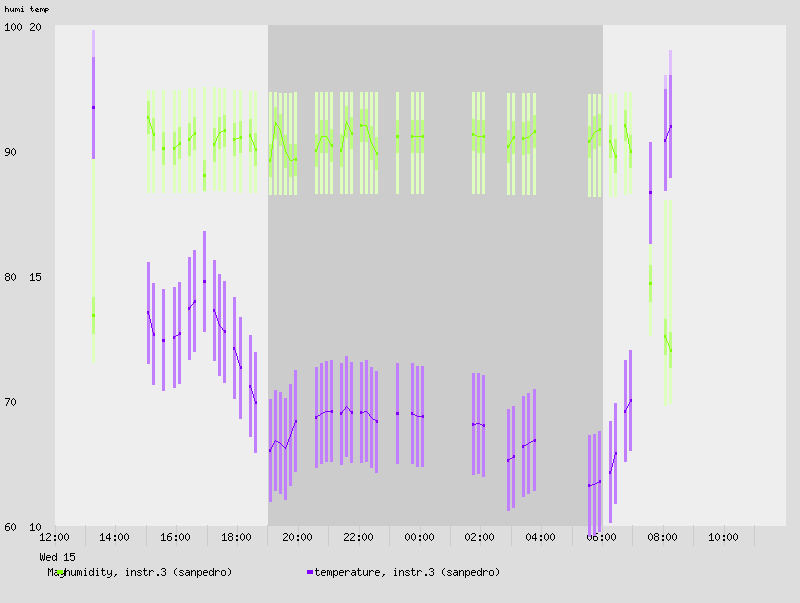 humi temp
100 20
90
80 15
70
60 10
12:00 14:00 16:00 18:00 20:00 22:00 00:00 02:00 04:00 06:00 08:00 10:00
Wed 15
May
humidity, instr.3 (sanpedro) temperature, instr.3 (sanpedro)